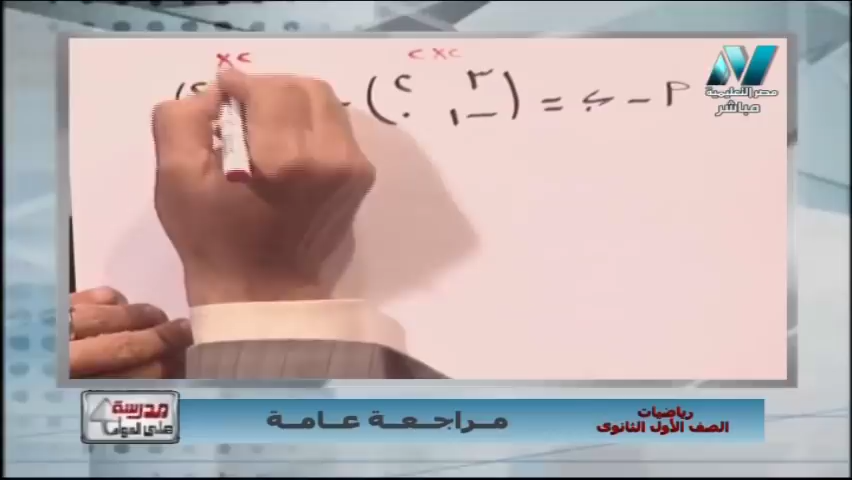 مصر التعليمية
مباشر
٢×٢
×٢
٢ - ب = (٣ ٢
-١ ٠) -
رياضيات
الصف الأول الثانوى
مراجعة عامة
مدرسة
على الهواء